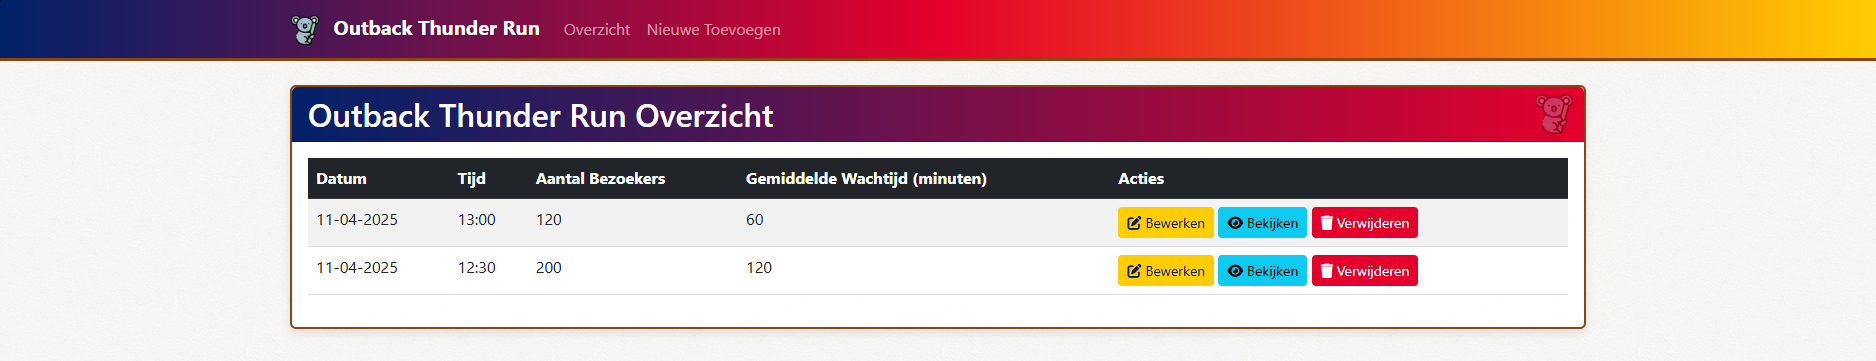 Outback Thunder Run Overzicht Nieuwe Toevoegen
Outback Thunder Run Overzicht
Datum Tijd Aantal Bezoekers Gemiddelde Wachtijd (minuten) Acties
11-04-2025 13:00 120 60 Bewerken Bekijken Verwijderen
11-04-2025 12:30 200 120 Bewerken Bekijken Verwijderen